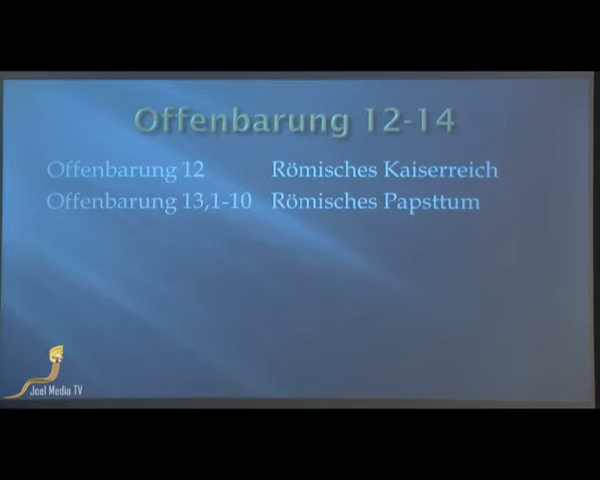 Offenbarung 12-14
Offenbarung 12 Römisches Kaiserreich
Offenbarung 13,1-10 Römisches Papsttum
Joel Media TV